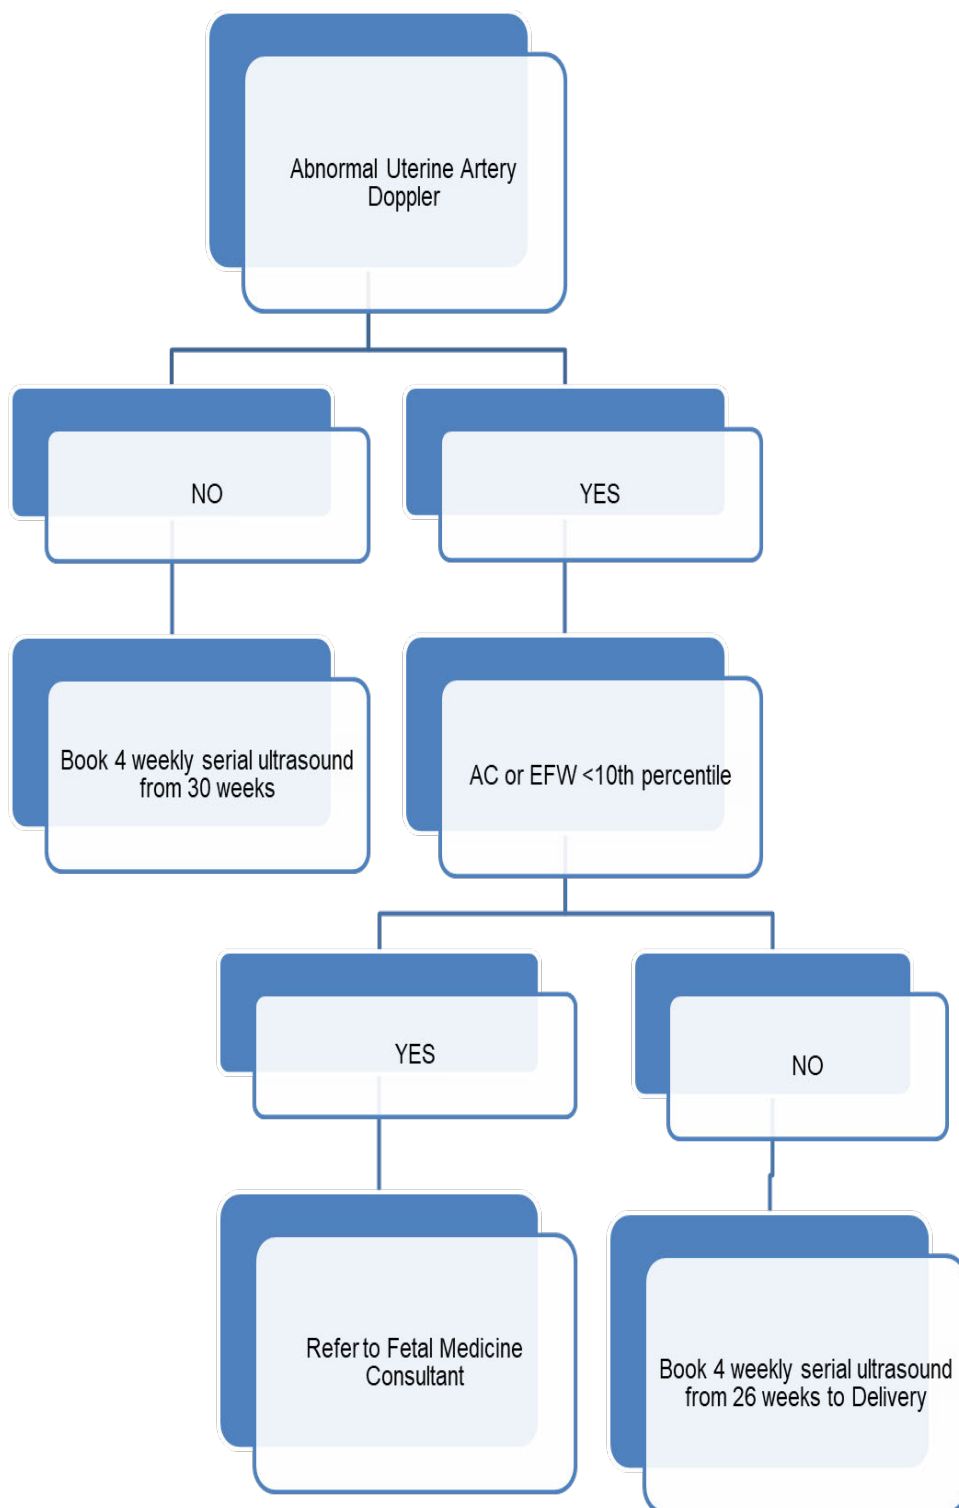 Abnormal Uterine Artery
Doppler
NO
YES
Book 4 weekly serial ultrasound
from 30 weeks
AC or EFW <10th percentile
YES
NO
Refer to Fetal Medicine
Consultant
Book 4 weekly serial ultrasound
from 26 weeks to Delivery